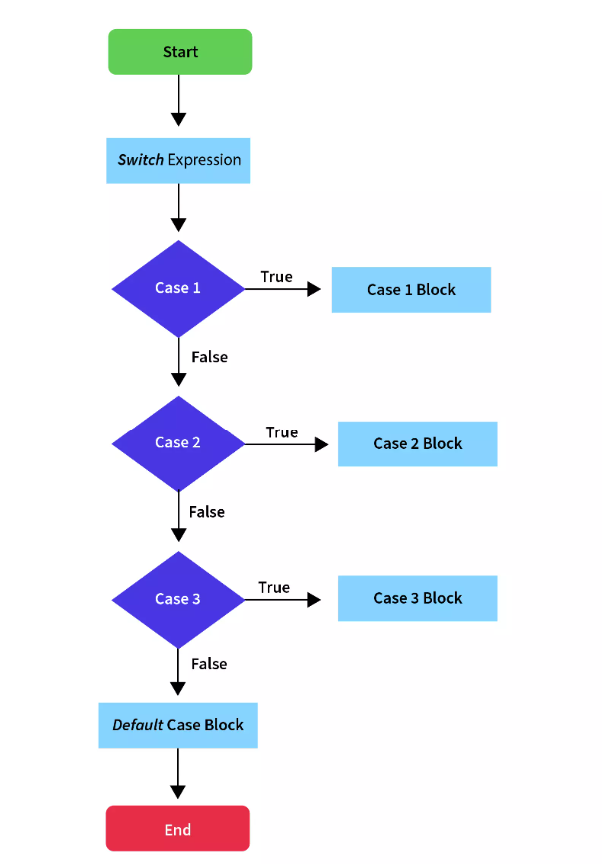 Start
Switch Expression
Case 1
True
Case 1 Block
False
Case 2
True
Case 2 Block
False
Case 3
True
Case 3 Block
False
Default Case Block
End